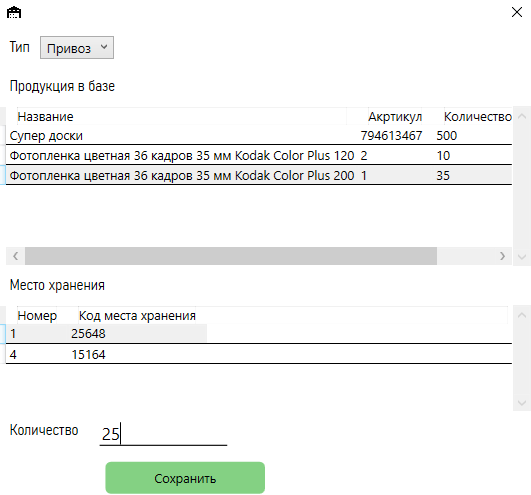 Тип Привоз
Продукция в базе
Название Акртикул Количество
Супер доски 794613467 500
Фотопленка цветная 36 кадров 35 мм Kodak Color Plus 120 2 10
Фотопленка цветная 36 кадров 35 мм Kodak Color Plus 200 1 35
Место хранения
Номер Код места хранения
1 25648
4 15164
Количество 25
Сохранить